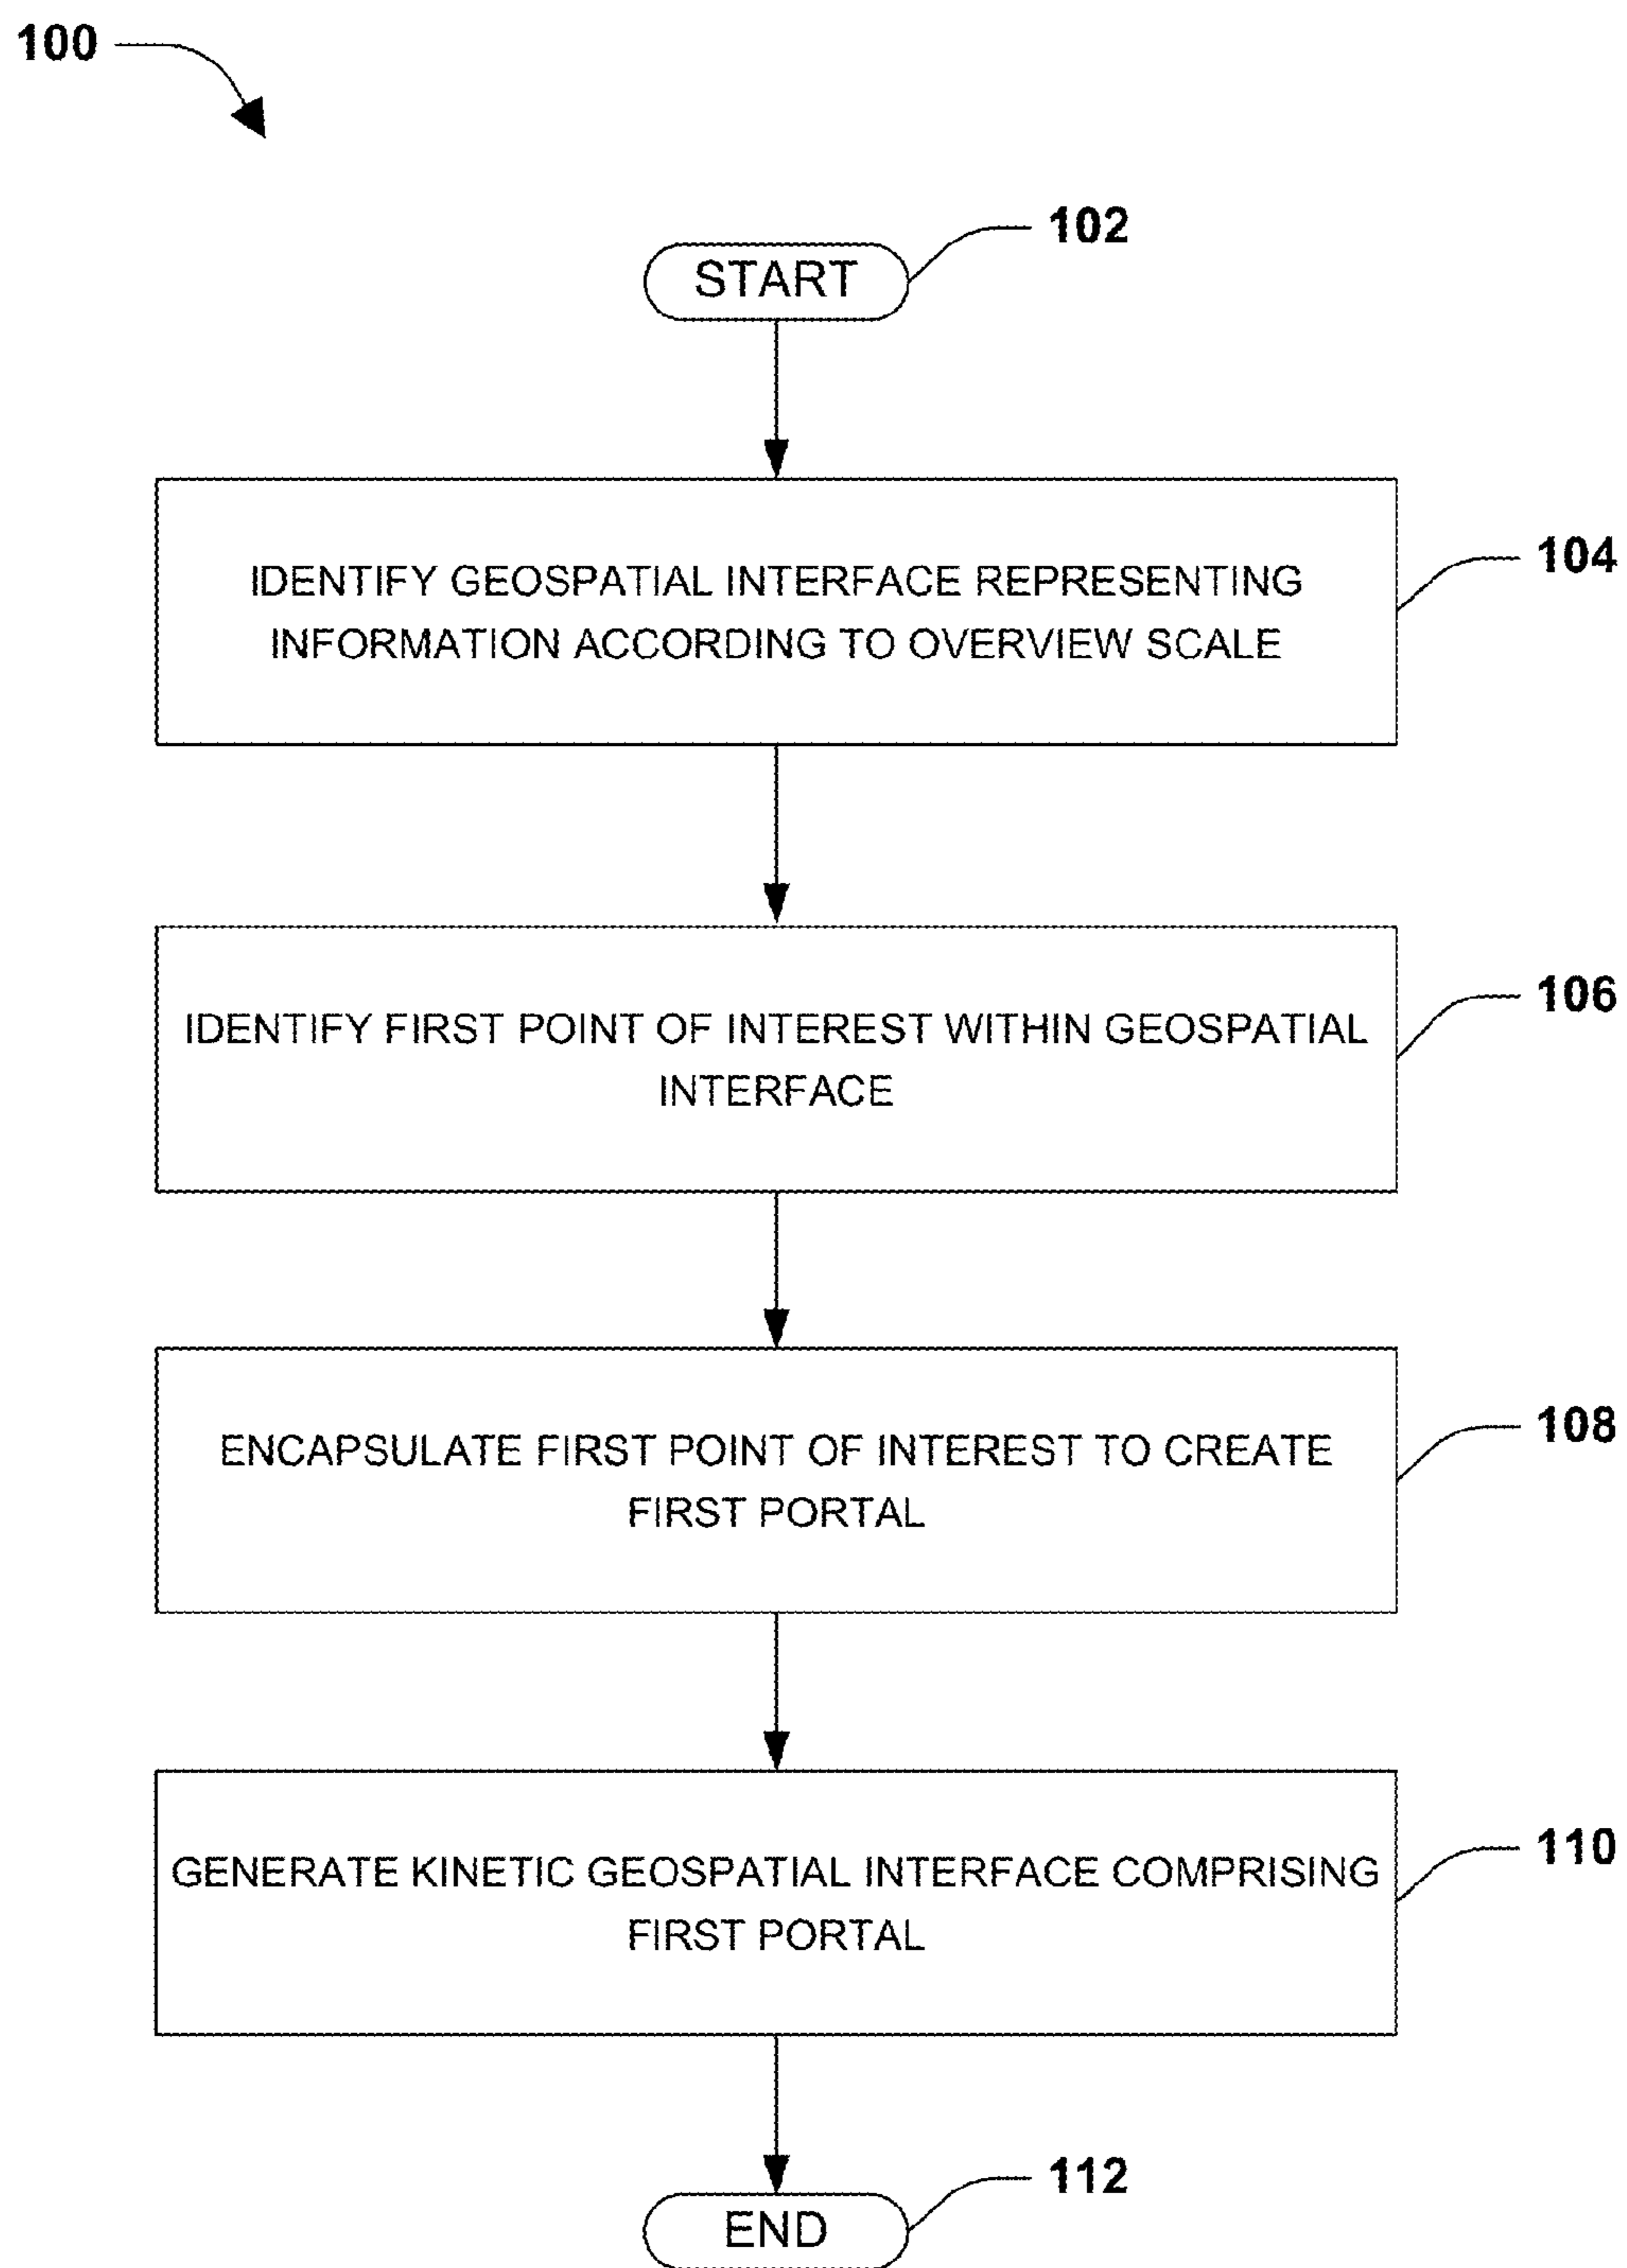 100
102
START
104
IDENTIFY GEOSPATIAL INTERFACE REPRESENTING
INFORMATION ACCORDING TO OVERVIEW SCALE
106
IDENTIFY FIRST POINT OF INTEREST WITHIN GEOSPATIAL
INTERFACE
108
ENCAPSULATE FIRST POINT OF INTEREST TO CREATE
FIRST PORTAL
110
GENERATE KINETIC GEOSPATIAL INTERFACE COMPRISING
FIRST PORTAL
112
END